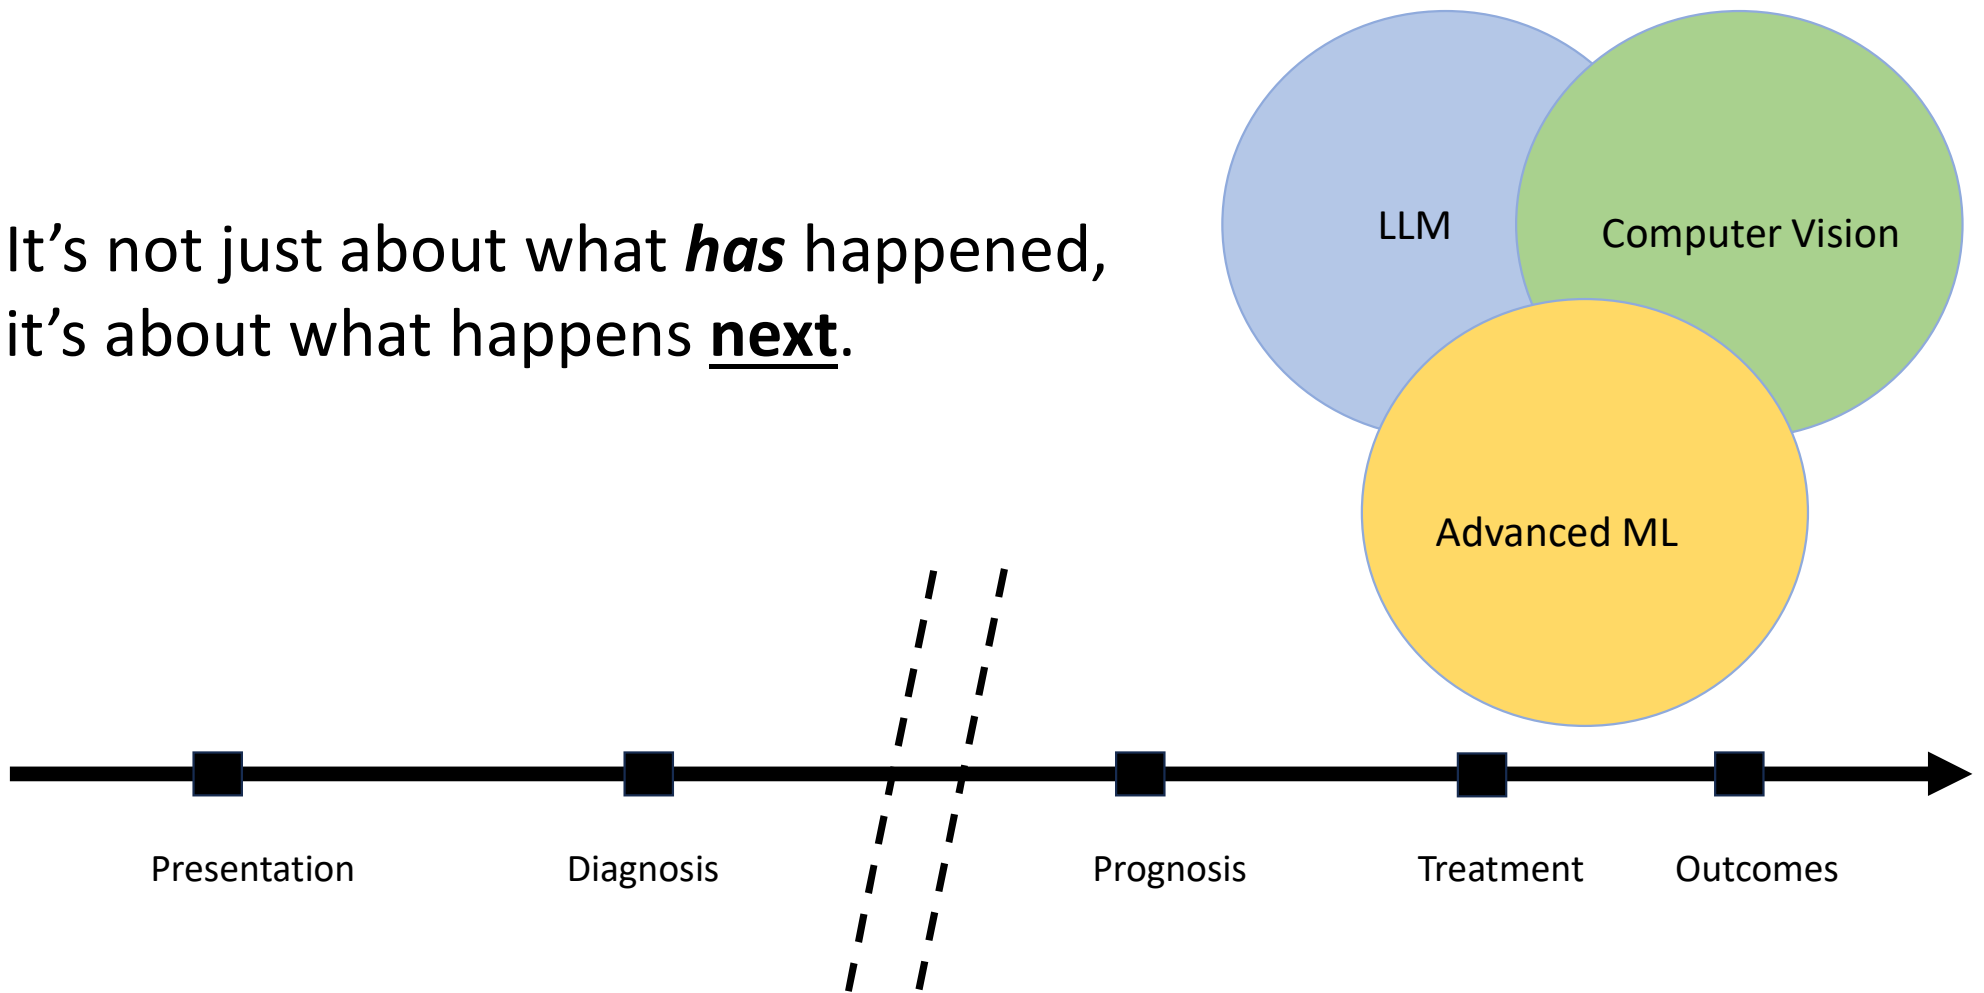 It’s not just about what has happened,
it’s about what happens next.
LLM
Computer Vision
Advanced ML
Presentation
Diagnosis
Prognosis
Treatment
Outcomes